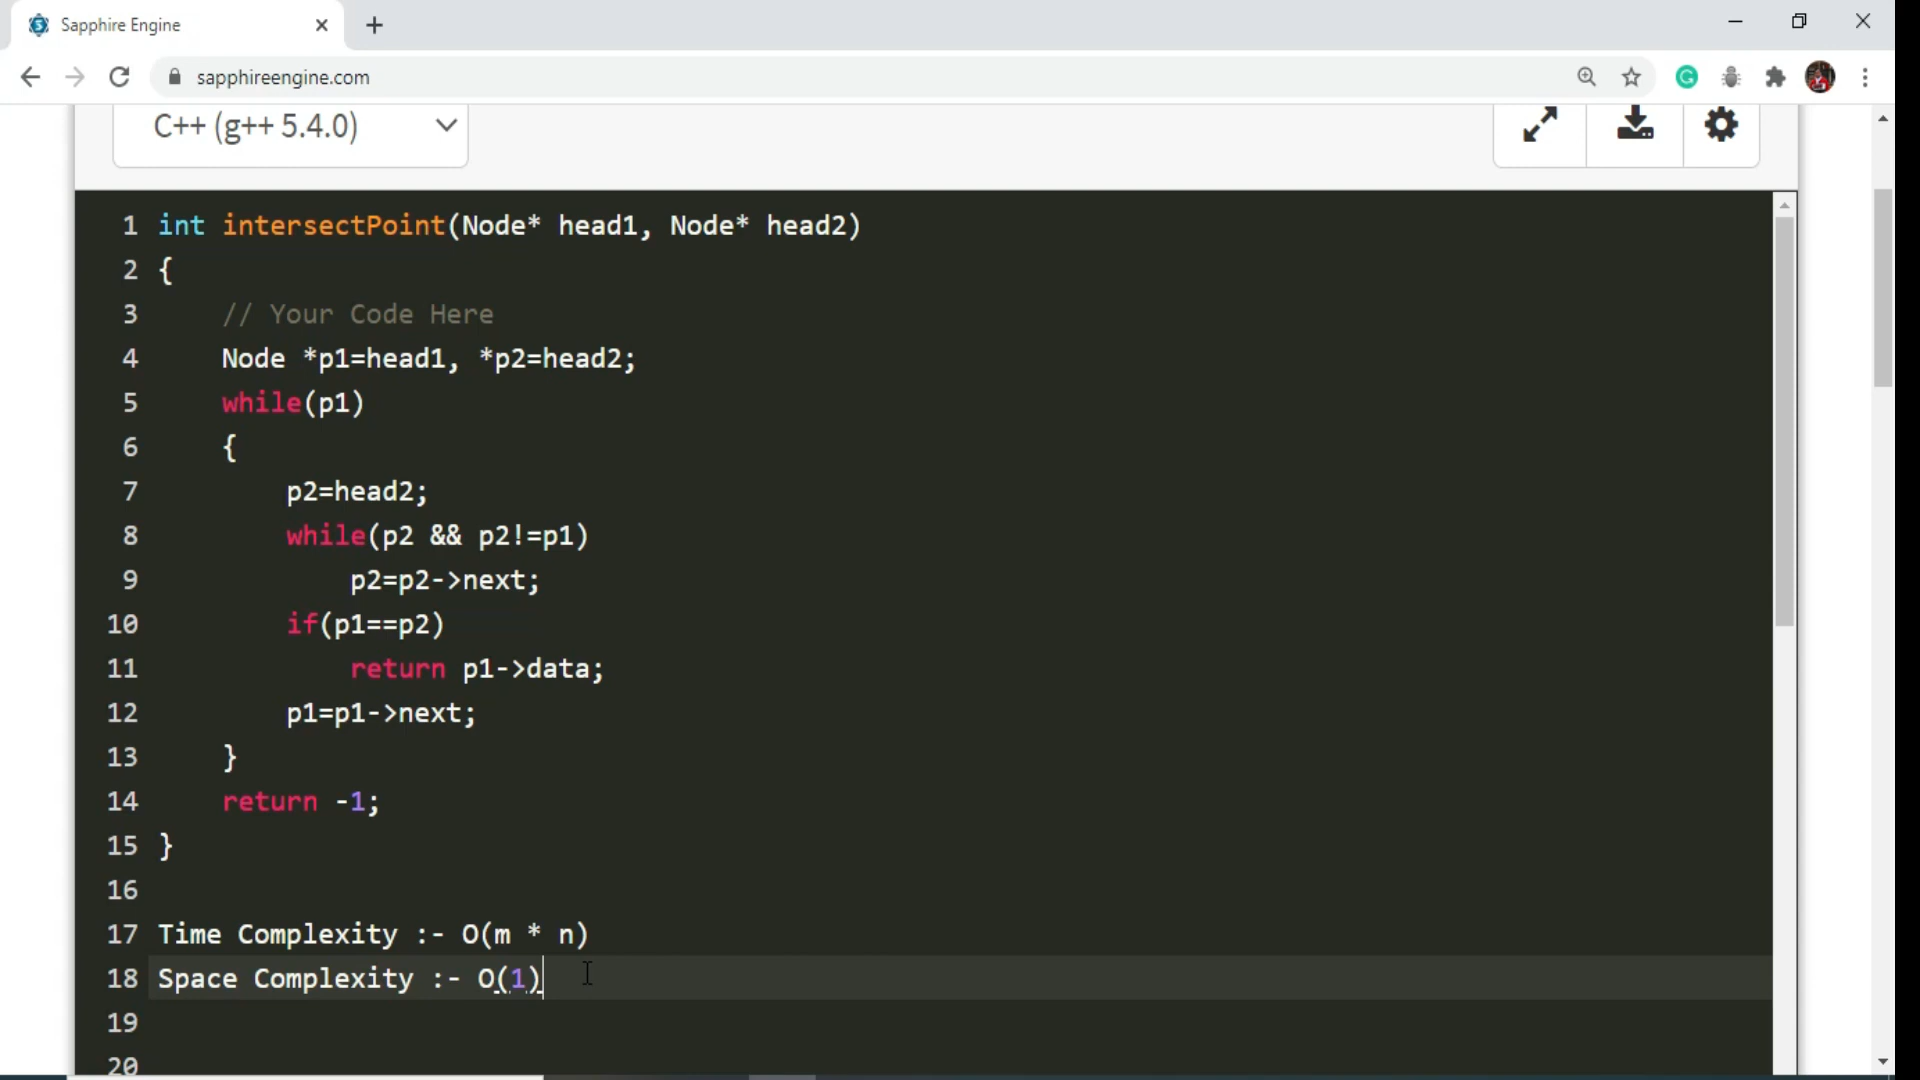 Sapphire Engine
sapphireengine.com
C++ (g++ 5.4.0)
1 int intersectPoint(Node* head1, Node* head2)
2 {
3 // Your Code Here
4 Node *p1=head1, *p2=head2;
5 while(p1)
6 {
7 p2=head2;
8 while(p2 && p2!=p1)
9 p2=p2->next;
10 if(p1==p2)
11 return p1->data;
12 p1=p1->next;
13 }
14 return -1;
15 }
16
17 Time Complexity :- O(m * n)
18 Space Complexity :- O(1)
19
20